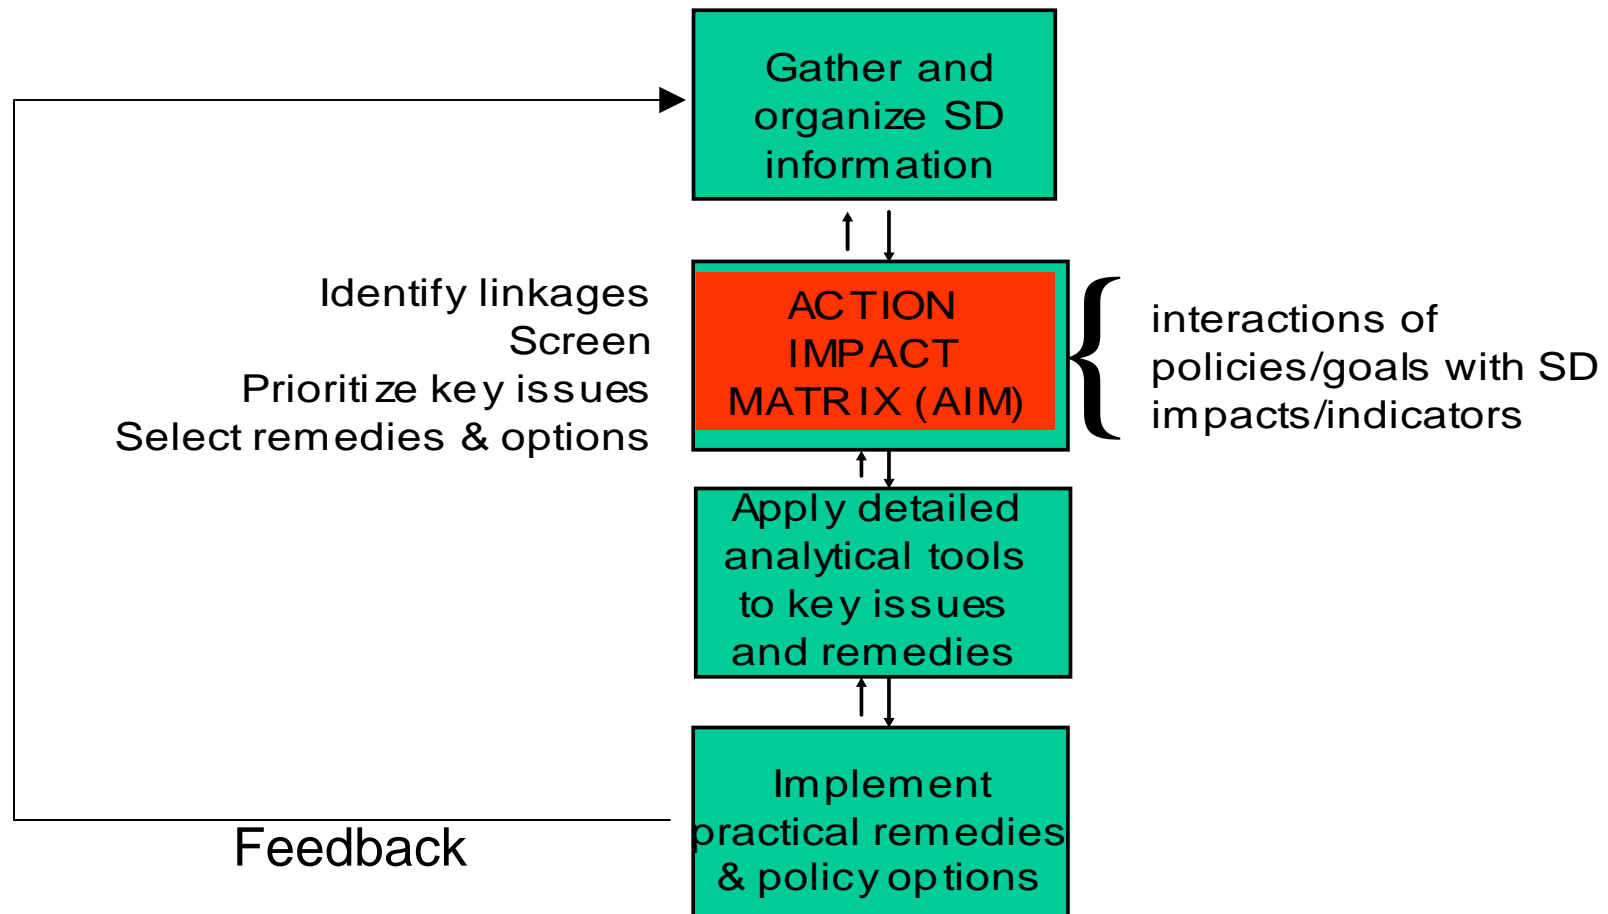 Gather and
organize SD
information
Identify linkages
Screen
Prioritize key issues
Select remedies & options
ACTION
IMPACT
MATRIX (AIM)
interactions of
policies/goals with SD
impacts/indicators
Apply detailed
analytical tools
to key issues
and remedies
Implement
practical remedies
& policy options
Feedback